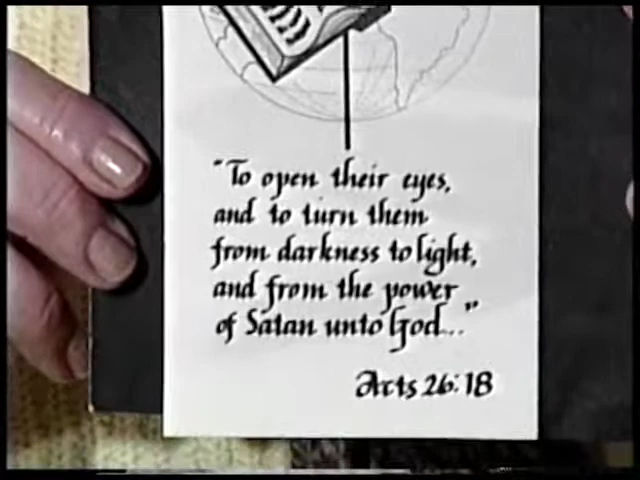 "To open their eyes,
and to turn them
from darkness to light,
and from the power
of Satan unto God..."
Acts 26:18